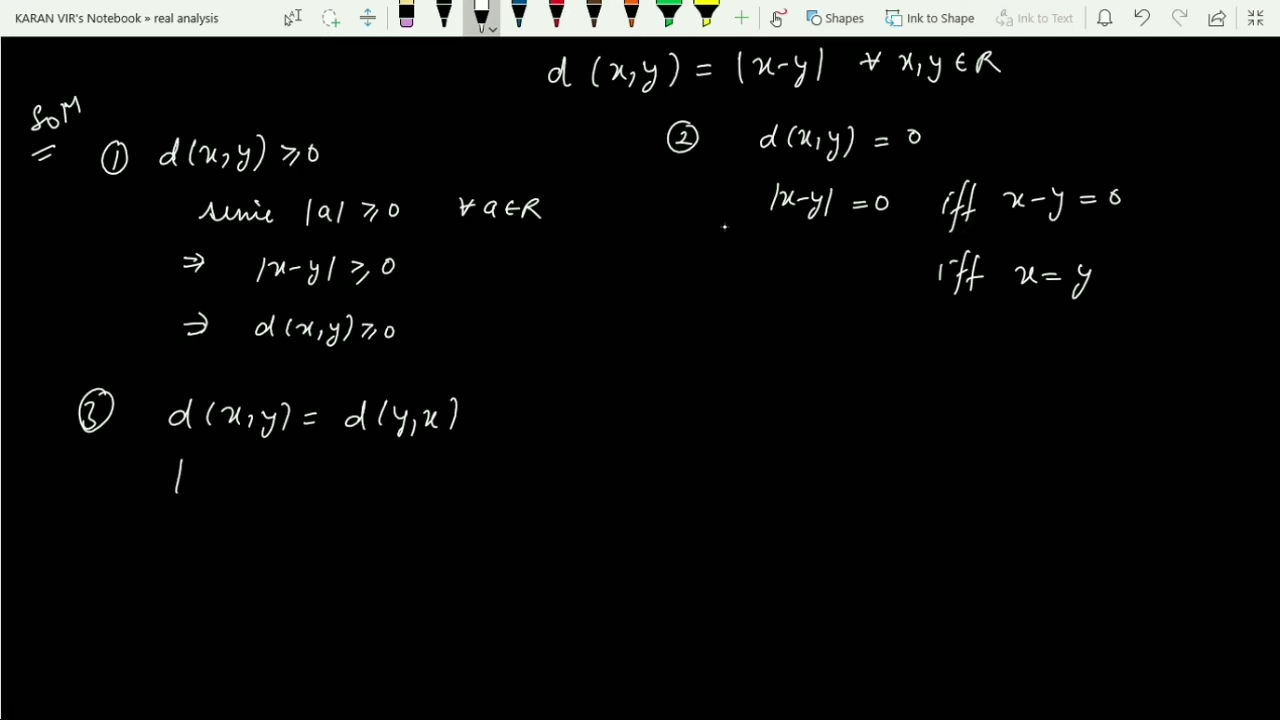 KARAN VIR's Notebook » real analysis
Shapes
Ink to Shape
Ink to Text
d (x,y) = |x-y| ∀ x,y ∈ R
Soln
① d(x,y) ⩾ 0
since |a| ⩾ 0 ∀ a ∈ R
⇒ |x-y| ⩾ 0
⇒ d(x,y) ⩾ 0
② d(x,y) = 0
|x-y| = 0 iff x-y = 0
iff x = y
③ d(x,y) = d(y,x)
|